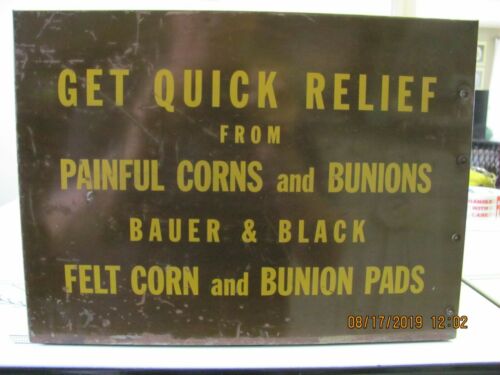 GET QUICK RELIEF
FROM
PAINFUL CORNS and BUNIONS
BAUER & BLACK
FELT CORN and BUNION PADS
08/17/2019 12:02